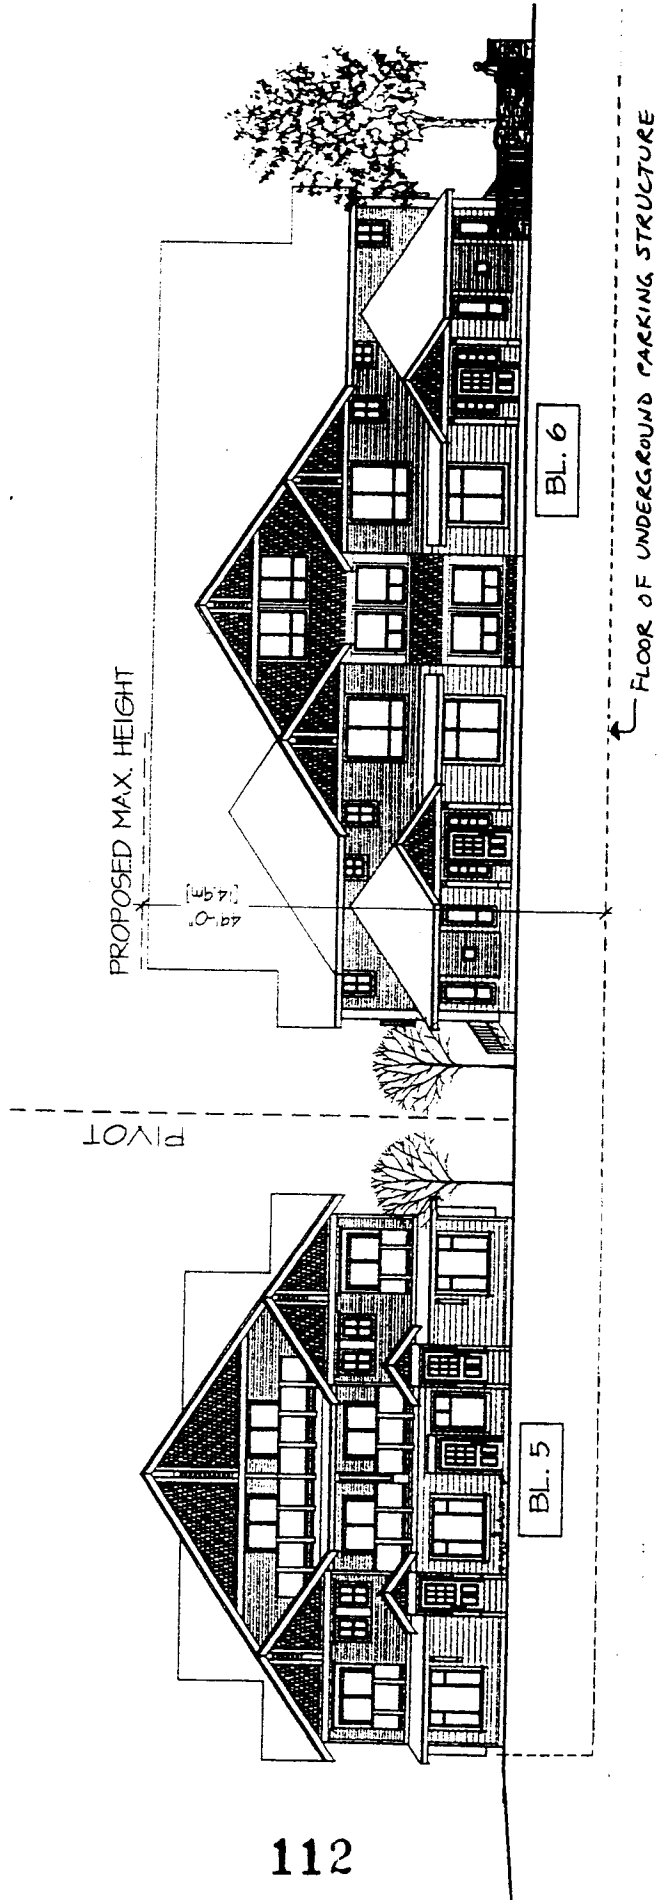 PROPOSED MAX. HEIGHT
49'-0"
[14.9m]
PIVOT
BL. 5
BL. 6
FLOOR OF UNDERGROUND PARKING STRUCTURE
112